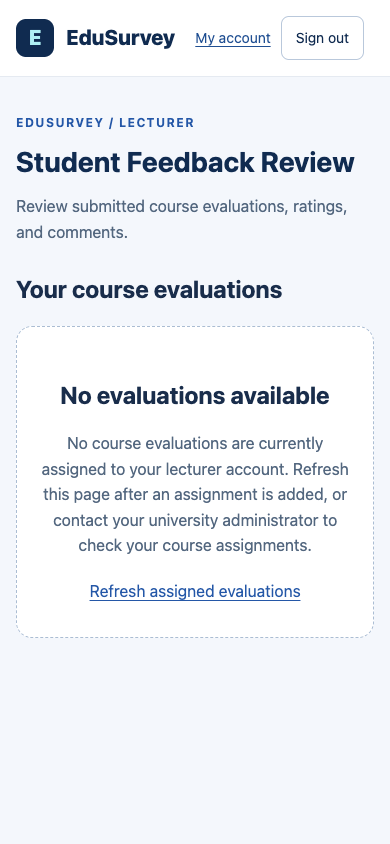 E EduSurvey My account Sign out
EDUSURVEY / LECTURER
Student Feedback Review
Review submitted course evaluations, ratings,
and comments.
Your course evaluations
No evaluations available
No course evaluations are currently
assigned to your lecturer account. Refresh
this page after an assignment is added, or
contact your university administrator to
check your course assignments.
Refresh assigned evaluations